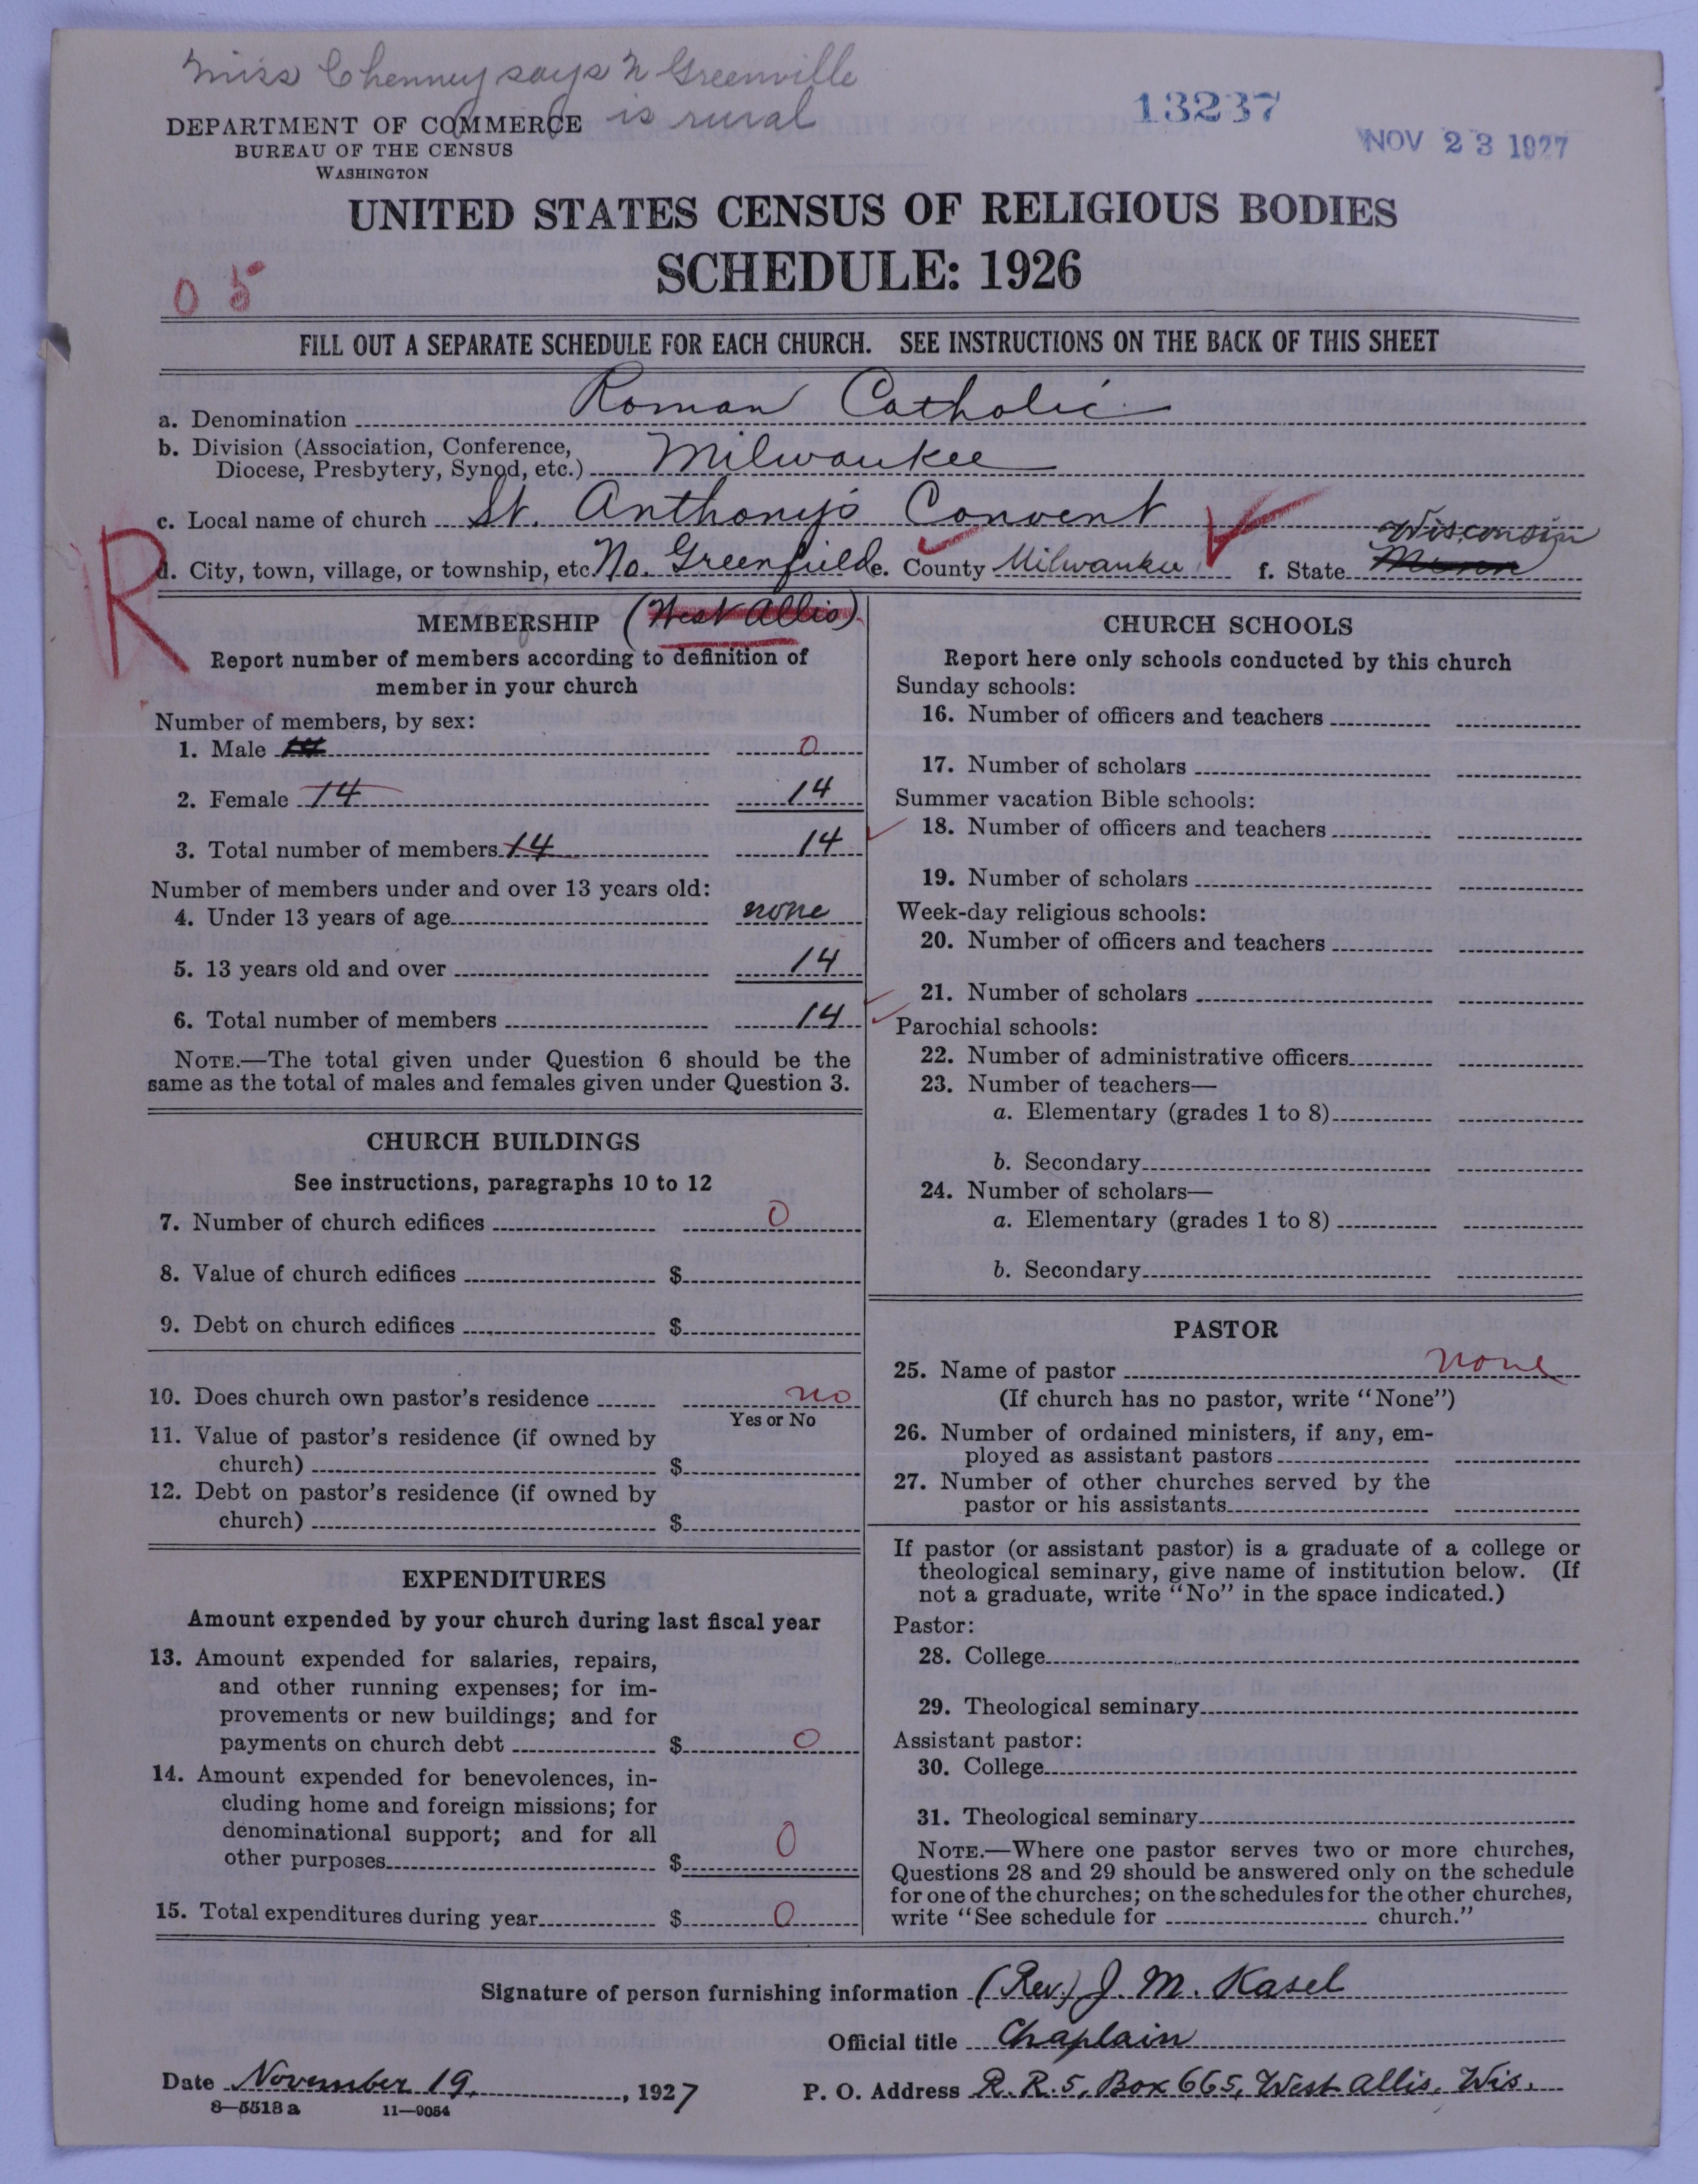 Miss Chenney says N Greenville
is rural
13237
NOV 23 1927
DEPARTMENT OF COMMERCE
BUREAU OF THE CENSUS
WASHINGTON
UNITED STATES CENSUS OF RELIGIOUS BODIES
SCHEDULE: 1926
0 5
FILL OUT A SEPARATE SCHEDULE FOR EACH CHURCH. SEE INSTRUCTIONS ON THE BACK OF THIS SHEET
a. Denomination Roman Catholic
b. Division (Association, Conference,
Diocese, Presbytery, Synod, etc.) Milwaukee
c. Local name of church St. Anthony's Convent
Wisconsin
R
d. City, town, village, or township, etc. No. Greenfield e. County Milwaukee f. State
(West Allis)
MEMBERSHIP
Report number of members according to definition of
member in your church
Number of members, by sex:
1. Male 0
2. Female 14 14
3. Total number of members 14 14
Number of members under and over 13 years old:
4. Under 13 years of age none
5. 13 years old and over 14
6. Total number of members 14
NOTE.—The total given under Question 6 should be the
same as the total of males and females given under Question 3.
CHURCH BUILDINGS
See instructions, paragraphs 10 to 12
7. Number of church edifices 0
8. Value of church edifices $
9. Debt on church edifices $
10. Does church own pastor's residence no
Yes or No
11. Value of pastor's residence (if owned by
church) $
12. Debt on pastor's residence (if owned by
church) $
EXPENDITURES
Amount expended by your church during last fiscal year
13. Amount expended for salaries, repairs,
and other running expenses; for im-
provements or new buildings; and for
payments on church debt $ 0
14. Amount expended for benevolences, in-
cluding home and foreign missions; for
denominational support; and for all
other purposes $ 0
15. Total expenditures during year $ 0
CHURCH SCHOOLS
Report here only schools conducted by this church
Sunday schools:
16. Number of officers and teachers
17. Number of scholars
Summer vacation Bible schools:
18. Number of officers and teachers
19. Number of scholars
Week-day religious schools:
20. Number of officers and teachers
21. Number of scholars
Parochial schools:
22. Number of administrative officers
23. Number of teachers—
a. Elementary (grades 1 to 8)
b. Secondary
24. Number of scholars—
a. Elementary (grades 1 to 8)
b. Secondary
PASTOR
25. Name of pastor none
(If church has no pastor, write "None")
26. Number of ordained ministers, if any, em-
ployed as assistant pastors
27. Number of other churches served by the
pastor or his assistants
If pastor (or assistant pastor) is a graduate of a college or
theological seminary, give name of institution below. (If
not a graduate, write "No" in the space indicated.)
Pastor:
28. College
29. Theological seminary
Assistant pastor:
30. College
31. Theological seminary
NOTE.—Where one pastor serves two or more churches,
Questions 28 and 29 should be answered only on the schedule
for one of the churches; on the schedules for the other churches,
write "See schedule for church."
Signature of person furnishing information (Rev.) J. M. Kasel
Official title Chaplain
Date November 19, 1927
P. O. Address R.R.5, Box 665, West Allis, Wis.
8—5518 a 11—9054